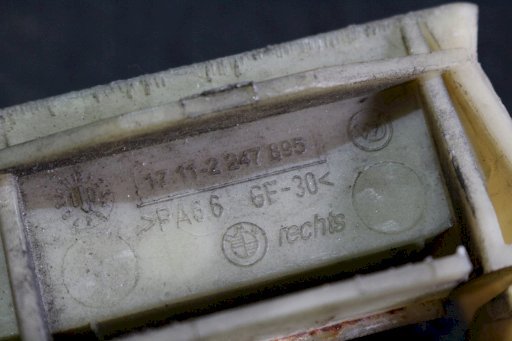 17 11-2 247 895
>PA66 GF-30<
rechts